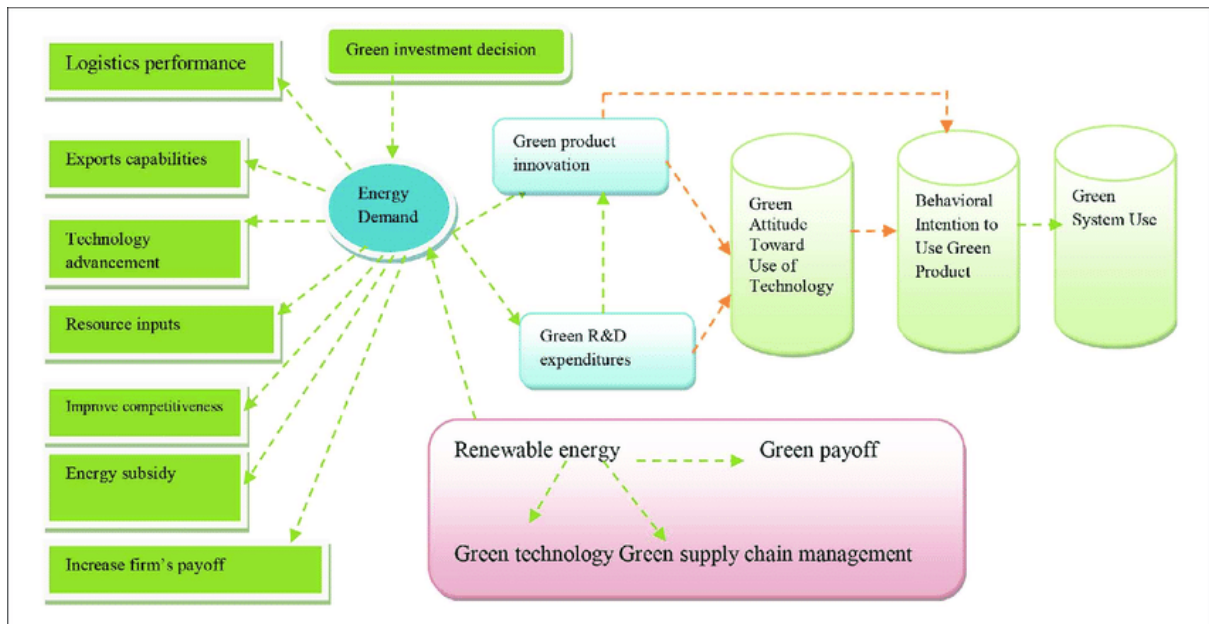 Logistics performance
Green investment decision
Exports capabilities
Technology
advancement
Resource inputs
Improve competitiveness
Energy subsidy
Increase firm's payoff
Energy
Demand
Green product
innovation
Green R&D
expenditures
Green
Attitude
Toward
Use of
Technology
Behavioral
Intention to
Use Green
Product
Green
System Use
Renewable energy
Green payoff
Green technology Green supply chain management